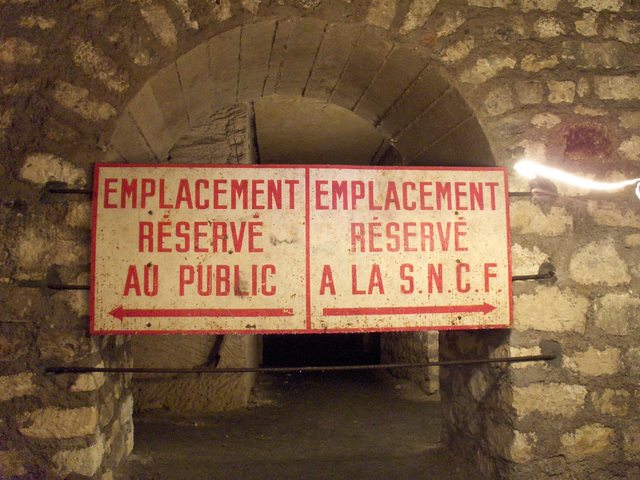 EMPLACEMENT
RÉSERVÉ
AU PUBLIC
EMPLACEMENT
RÉSERVÉ
A LA S.N.C.F